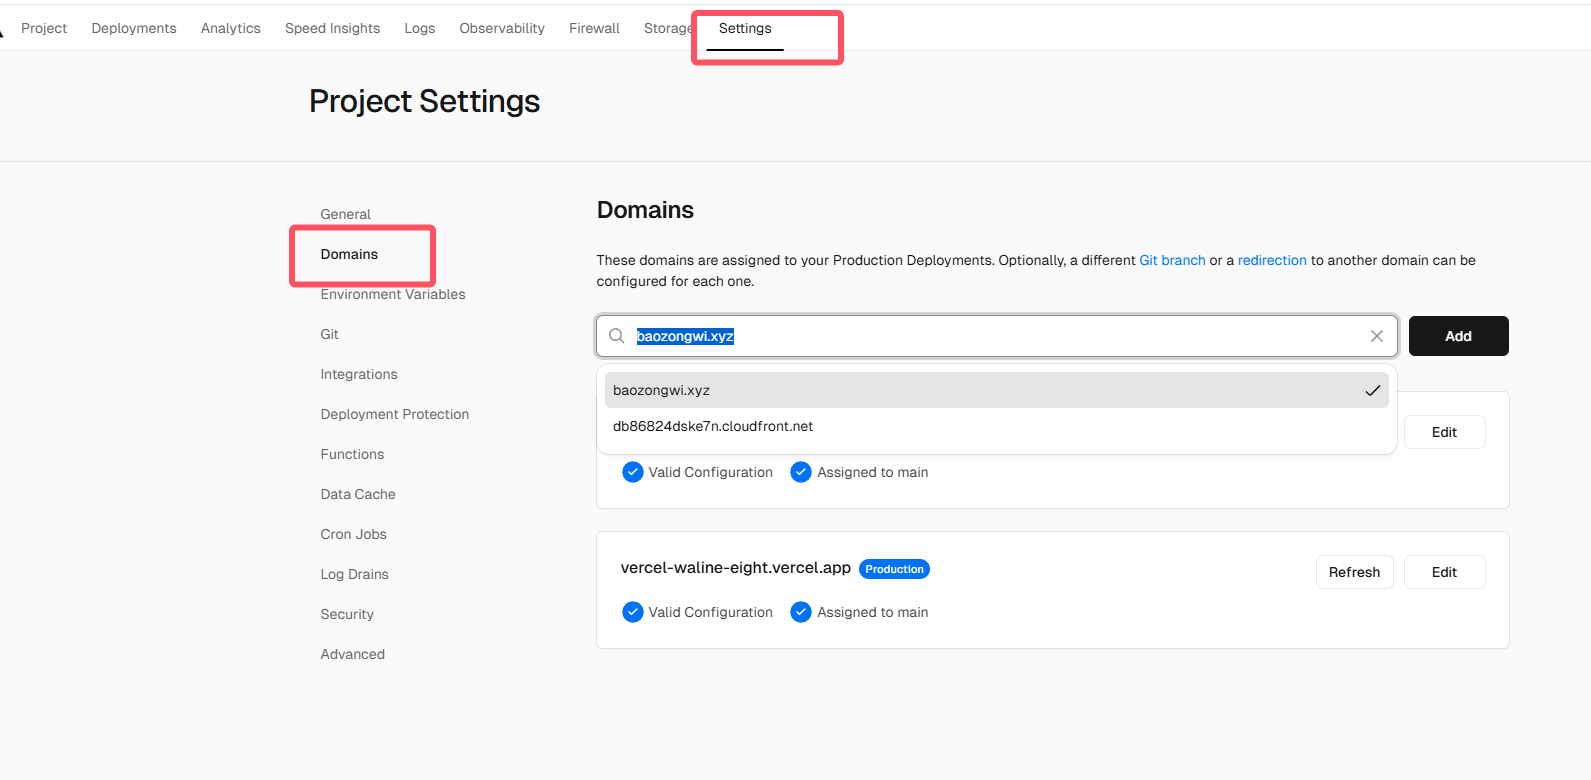 Project Deployments Analytics Speed Insights Logs Observability Firewall Storage Settings
Project Settings
General
Domains
Environment Variables
Git
Integrations
Deployment Protection
Functions
Data Cache
Cron Jobs
Log Drains
Security
Advanced
Domains
These domains are assigned to your Production Deployments. Optionally, a different Git branch or a redirection to another domain can be
configured for each one.
baozongwi.xyz
Add
baozongwi.xyz
db86824dske7n.cloudfront.net
Edit
Valid Configuration Assigned to main
vercel-waline-eight.vercel.app Production
Refresh Edit
Valid Configuration Assigned to main